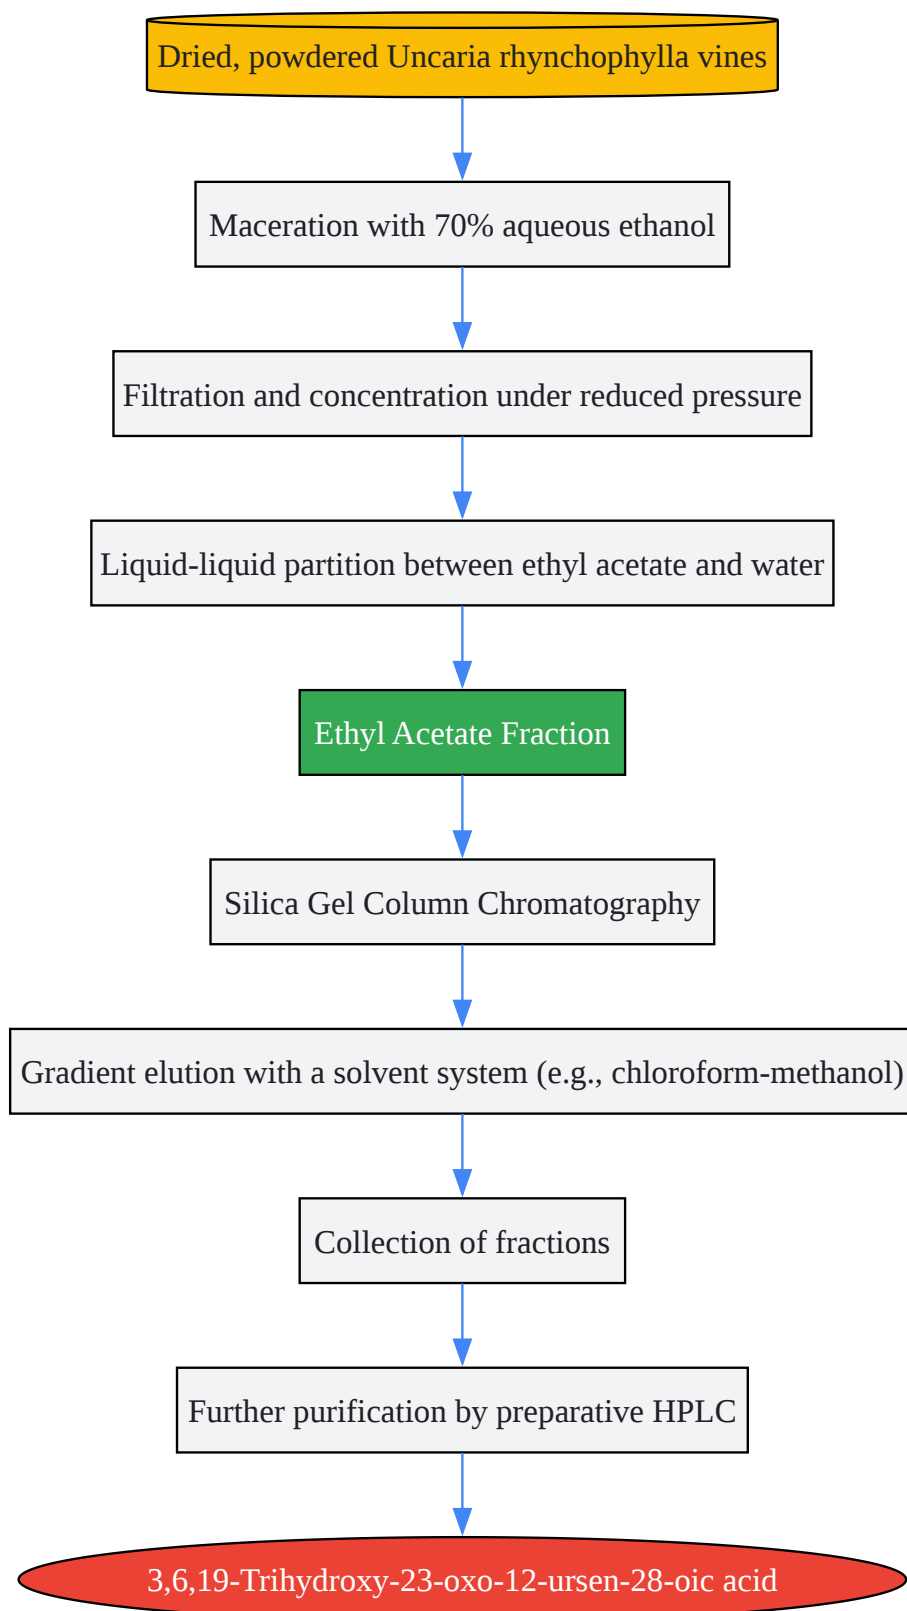 Dried, powdered Uncaria rhynchophylla vines
Maceration with 70% aqueous ethanol
Filtration and concentration under reduced pressure
Liquid-liquid partition between ethyl acetate and water
Ethyl Acetate Fraction
Silica Gel Column Chromatography
Gradient elution with a solvent system (e.g., chloroform-methanol)
Collection of fractions
Further purification by preparative HPLC
3,6,19-Trihydroxy-23-oxo-12-ursen-28-oic acid